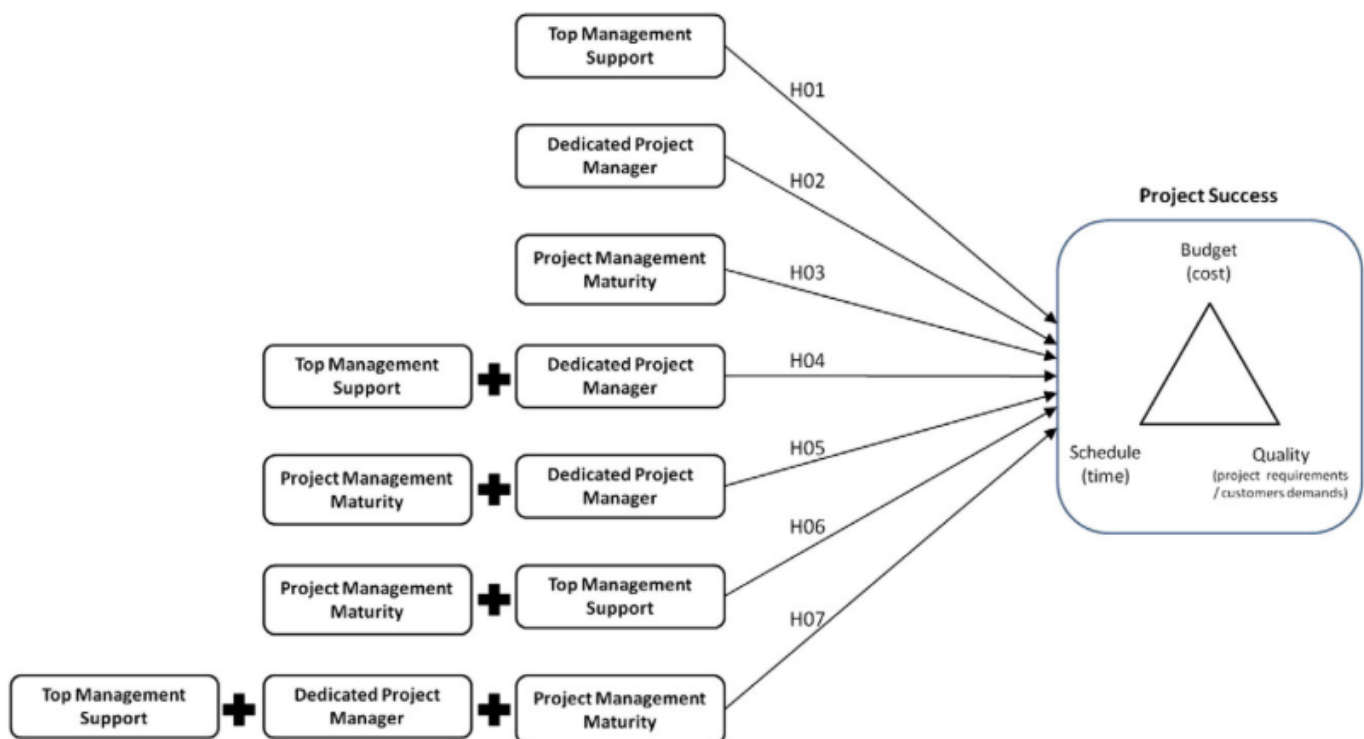 Top Management
Support
H01
Dedicated Project
Manager
H02
Project Management
Maturity
H03
Top Management
Support
Dedicated Project
Manager
H04
Project Management
Maturity
Dedicated Project
Manager
H05
Project Management
Maturity
Top Management
Support
H06
Top Management
Support
Dedicated Project
Manager
Project Management
Maturity
H07
Project Success
Budget
(cost)
Schedule
(time)
Quality
(project requirements
/ customers demands)